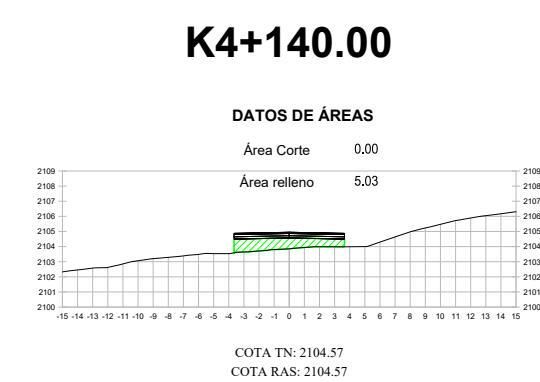 K4+140.00
DATOS DE ÁREAS
Área Corte 0.00
Área relleno 5.03
2109 2109
2108 2108
2107 2107
2106 2106
2105 2105
2104 2104
2103 2103
2102 2102
2101 2101
2100 2100
-15 -14 -13 -12 -11 -10 -9 -8 -7 -6 -5 -4 -3 -2 -1 0 1 2 3 4 5 6 7 8 9 10 11 12 13 14 15
COTA TN: 2104.57
COTA RAS: 2104.57